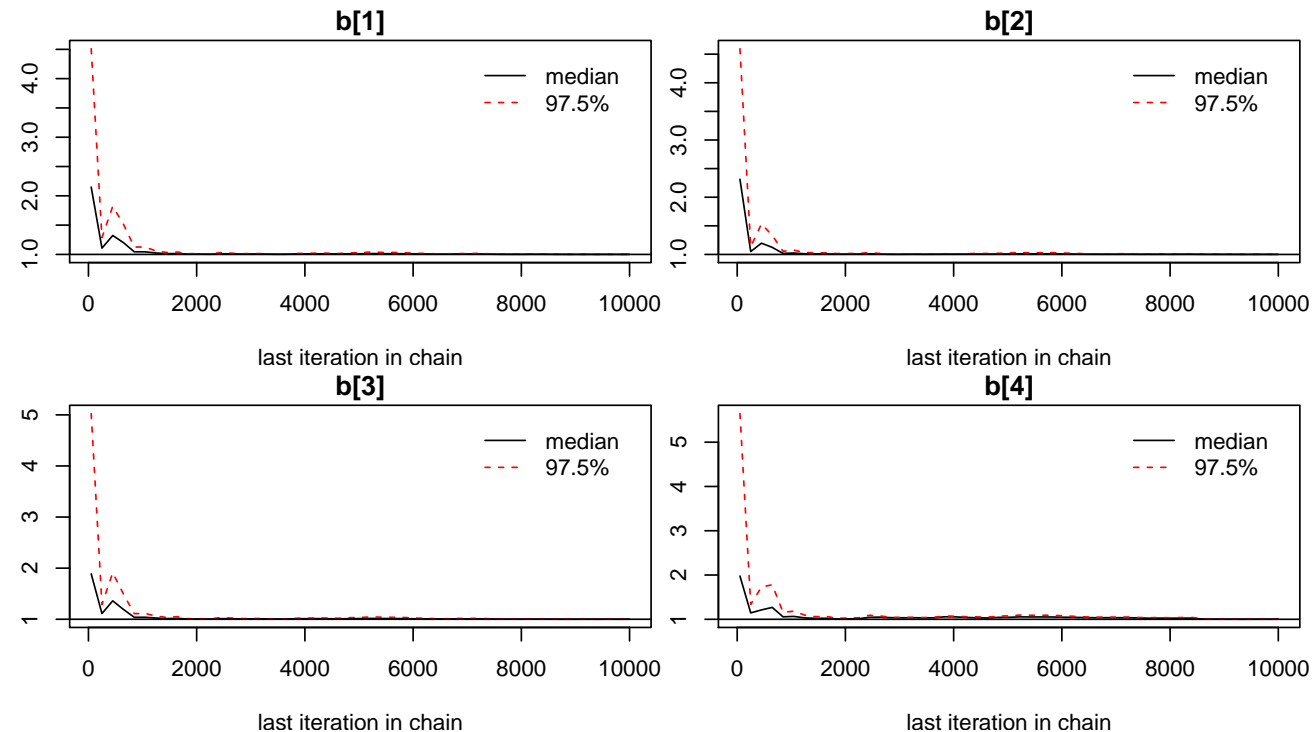 b[1]
4.0
3.0
2.0
1.0
median
97.5%
0 2000 4000 6000 8000 10000
last iteration in chain
b[2]
4.0
3.0
2.0
1.0
median
97.5%
0 2000 4000 6000 8000 10000
last iteration in chain
b[3]
5
4
3
2
1
median
97.5%
0 2000 4000 6000 8000 10000
last iteration in chain
b[4]
5
4
3
2
1
median
97.5%
0 2000 4000 6000 8000 10000
last iteration in chain